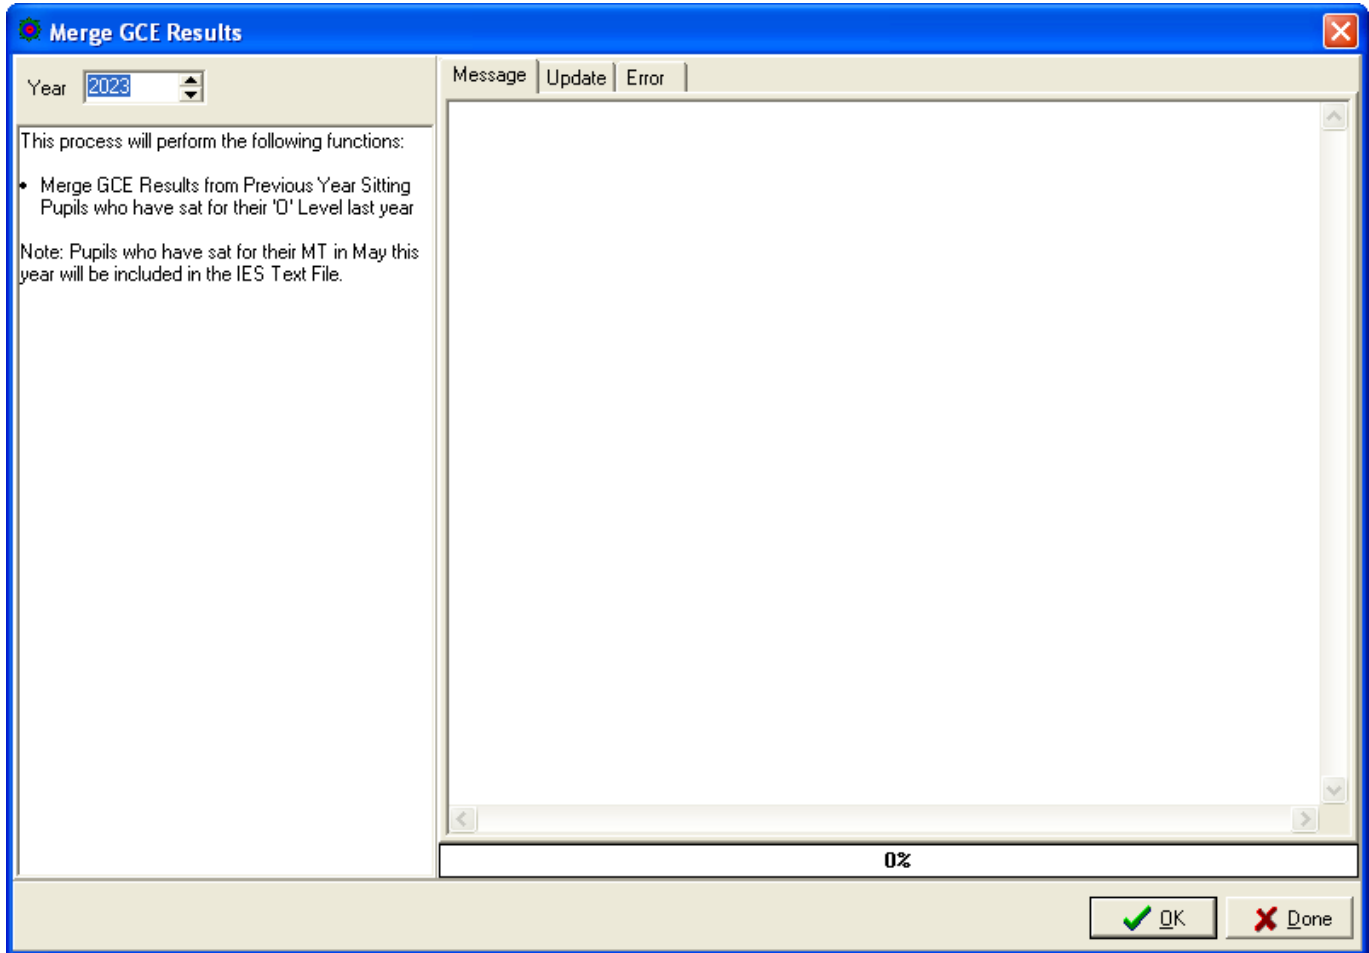 Merge GCE Results
Year 2023
This process will perform the following functions:
• Merge GCE Results from Previous Year Sitting
Pupils who have sat for their 'O' Level last year
Note: Pupils who have sat for their MT in May this
year will be included in the IES Text File.
Message Update Error
0%
OK Done